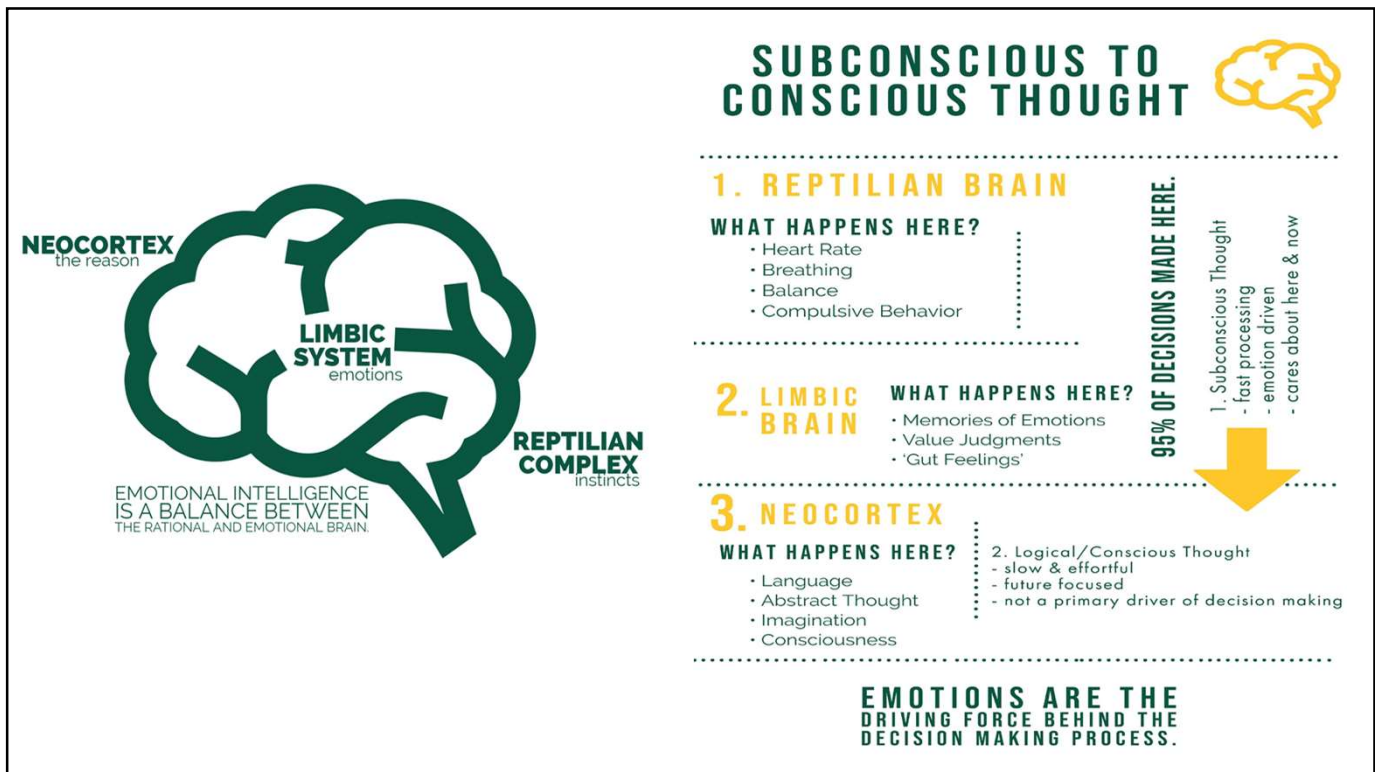 NEOCORTEX
the reason
LIMBIC
SYSTEM
emotions
REPTILIAN
COMPLEX
instincts
EMOTIONAL INTELLIGENCE
IS A BALANCE BETWEEN
THE RATIONAL AND EMOTIONAL BRAIN.
SUBCONSCIOUS TO
CONSCIOUS THOUGHT
1. REPTILIAN BRAIN
WHAT HAPPENS HERE?
• Heart Rate
• Breathing
• Balance
• Compulsive Behavior
2. LIMBIC
BRAIN
WHAT HAPPENS HERE?
• Memories of Emotions
• Value Judgments
• 'Gut Feelings'
95% OF DECISIONS MADE HERE.
1. Subconscious Thought
- fast processing
- emotion driven
- cares about here & now
3. NEOCORTEX
WHAT HAPPENS HERE?
• Language
• Abstract Thought
• Imagination
• Consciousness
2. Logical/Conscious Thought
- slow & effortful
- future focused
- not a primary driver of decision making
EMOTIONS ARE THE
DRIVING FORCE BEHIND THE
DECISION MAKING PROCESS.